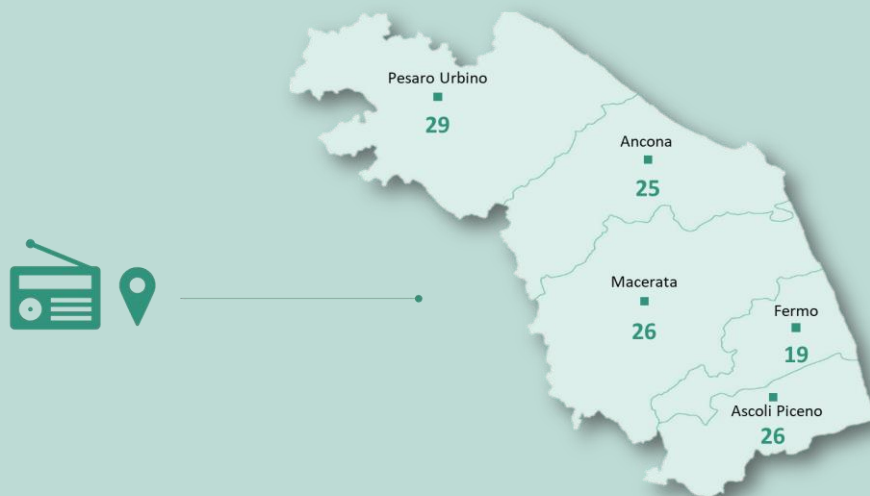 Pesaro Urbino
29
Ancona
25
Macerata
26
Fermo
19
Ascoli Piceno
26